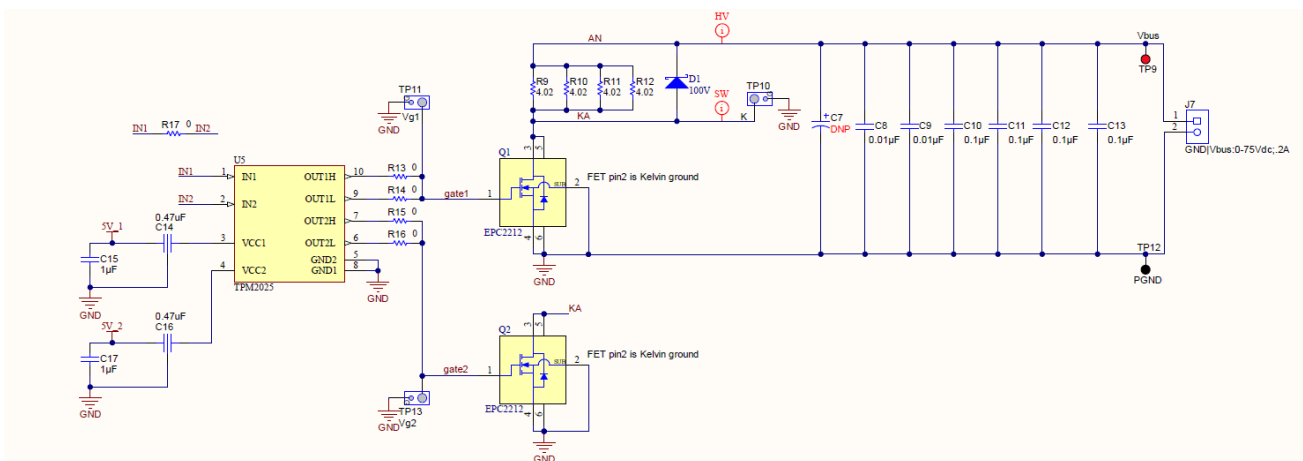 HV
i
AN
Vbus
TP9
R9
4.02
R10
4.02
R11
4.02
R12
4.02
D1
100V
SW
i
TP10
K
GND
KA
C7
DNP
C8
0.01µF
C9
0.01µF
C10
0.1µF
C11
0.1µF
C12
0.1µF
C13
0.1µF
J7
1
2
GND|Vbus:0-75Vdc;.2A
TP11
Vg1
GND
R17 0
IN1 IN2
U5
IN1 1 IN1
IN2 2 IN2
3 VCC1
4 VCC2
OUT1H 10
OUT1L 9
OUT2H 7
OUT2L 6
GND2 5
GND1 8
TPM2025
GND
R13 0
R14 0
R15 0
R16 0
gate1
Q1
3 5
1
SUB 2
4 6
EPC2212
FET pin2 is Kelvin ground
GND
TP12
PGND
0.47uF
C14
5V_1
C15
1µF
GND
0.47uF
C16
5V_2
C17
1µF
GND
KA
Q2
3 5
gate2
1
SUB 2
4 6
EPC2212
FET pin2 is Kelvin ground
GND
GND
TP13
Vg2